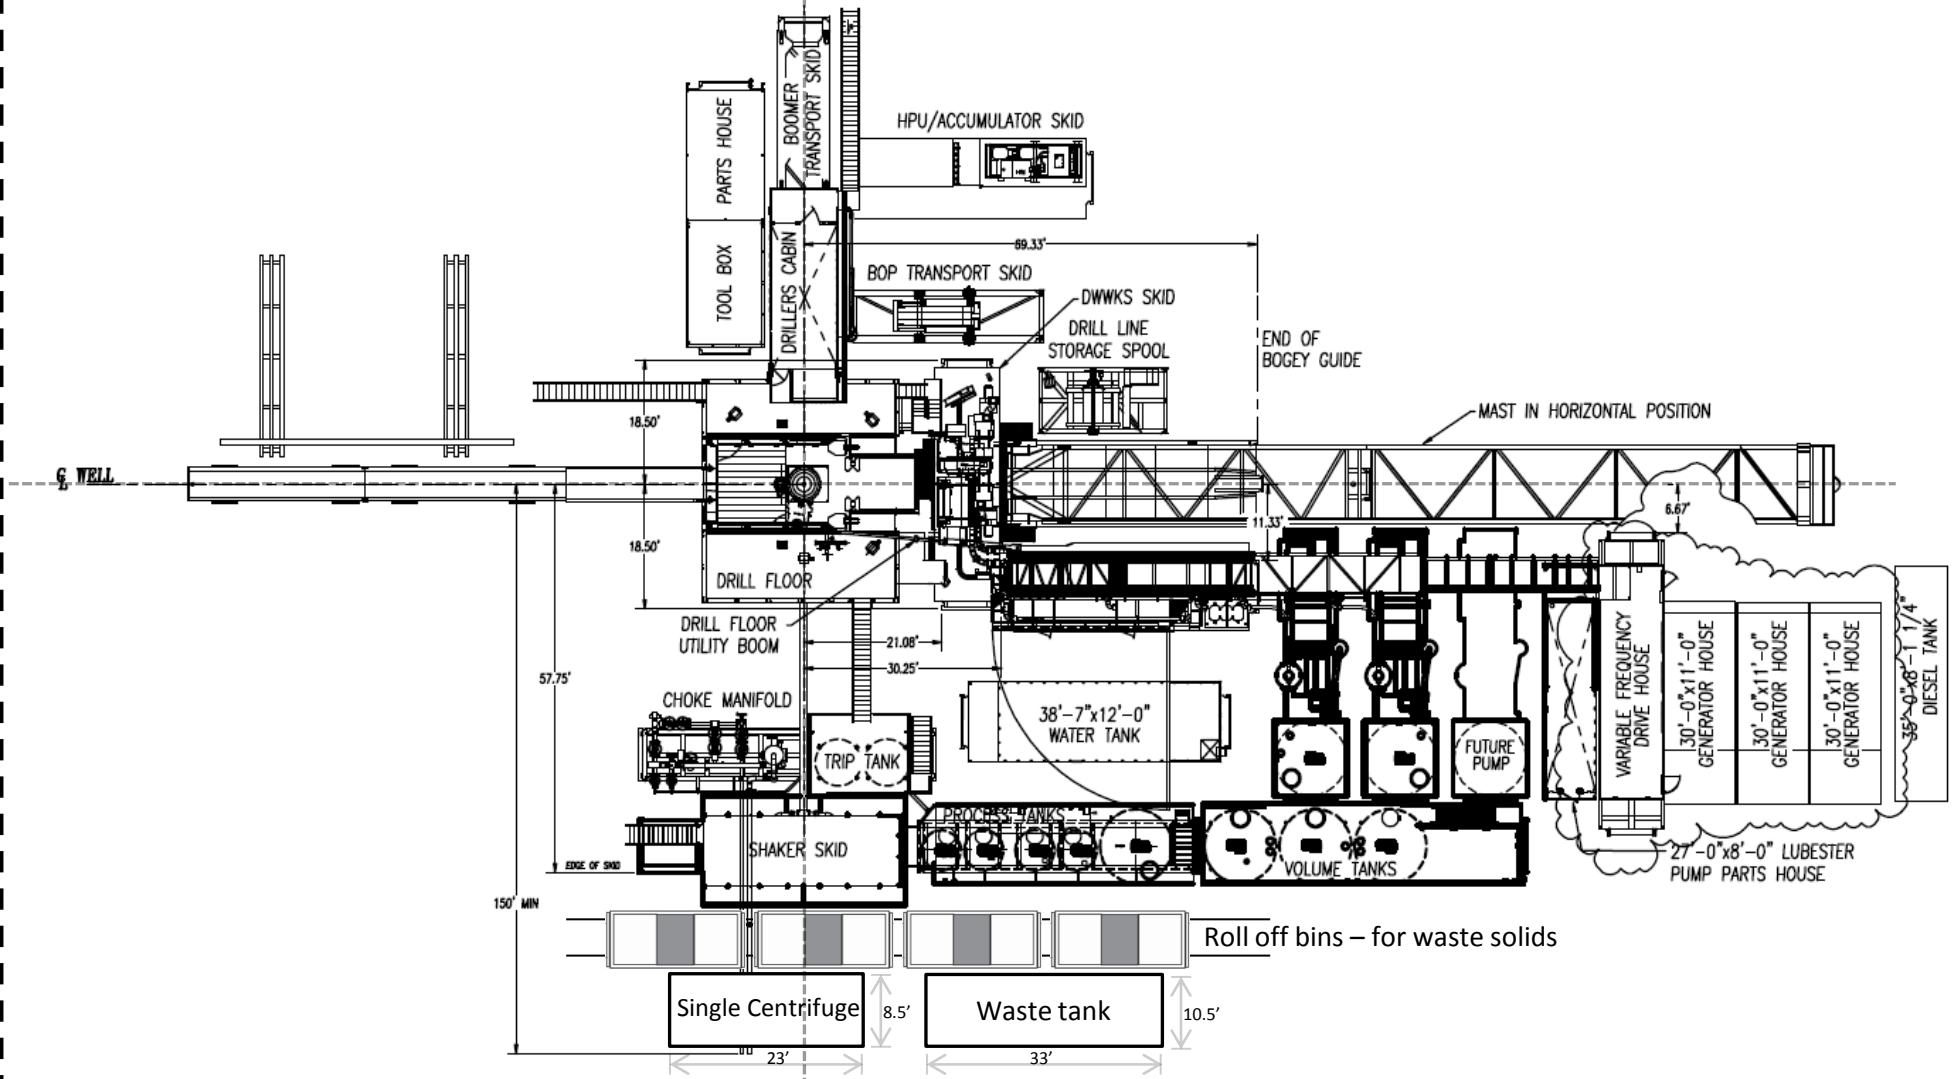 PARTS HOUSE
TOOL BOX
BOOMER
TRANSPORT SKID
DRILLERS CABIN
HPU/ACCUMULATOR SKID
69.33'
BOP TRANSPORT SKID
DWWKS SKID
DRILL LINE
STORAGE SPOOL
END OF
BOGEY GUIDE
MAST IN HORIZONTAL POSITION
18.50'
WELL
6.67'
11.33'
18.50'
DRILL FLOOR
DRILL FLOOR
UTILITY BOOM
21.08'
30.25'
57.75'
CHOKE MANIFOLD
TRIP TANK
38'-7"x12'-0"
WATER TANK
FUTURE
PUMP
VARIABLE FREQUENCY
DRIVE HOUSE
30'-0"x11'-0"
GENERATOR HOUSE
30'-0"x11'-0"
GENERATOR HOUSE
30'-0"x11'-0"
GENERATOR HOUSE
35'-0"x8'-1 1/4"
DIESEL TANK
PROCESS TANKS
SHAKER SKID
EDGE OF SKID
VOLUME TANKS
27'-0"x8'-0" LUBESTER
PUMP PARTS HOUSE
150' MIN
Roll off bins – for waste solids
Single Centrifuge
8.5'
Waste tank
10.5'
23'
33'